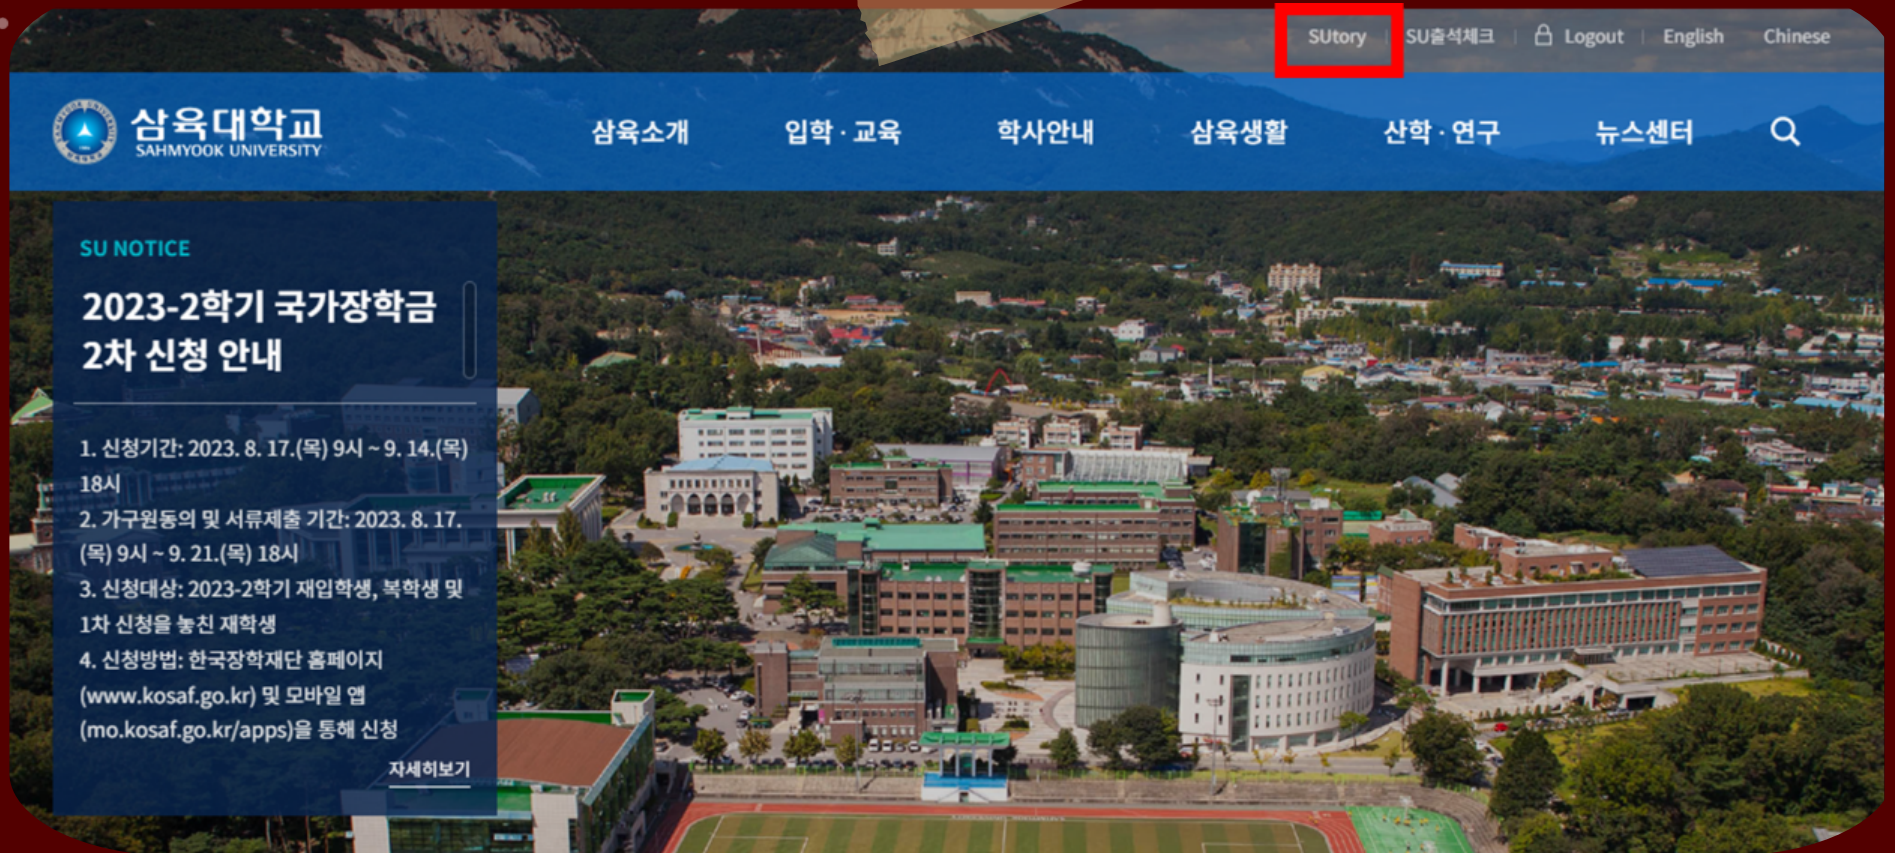 SUtory
SU출석체크
Logout
English
Chinese
삼육대학교
SAHMYOOK UNIVERSITY
삼육소개
입학·교육
학사안내
삼육생활
산학·연구
뉴스센터
SU NOTICE
2023-2학기 국가장학금
2차 신청 안내
1. 신청기간: 2023. 8. 17.(목) 9시 ~ 9. 14.(목)
18시
2. 가구원동의 및 서류제출 기간: 2023. 8. 17.
(목) 9시 ~ 9. 21.(목) 18시
3. 신청대상: 2023-2학기 재입학생, 복학생 및
1차 신청을 놓친 재학생
4. 신청방법: 한국장학재단 홈페이지
(www.kosaf.go.kr) 및 모바일 앱
(mo.kosaf.go.kr/apps)을 통해 신청
자세히보기